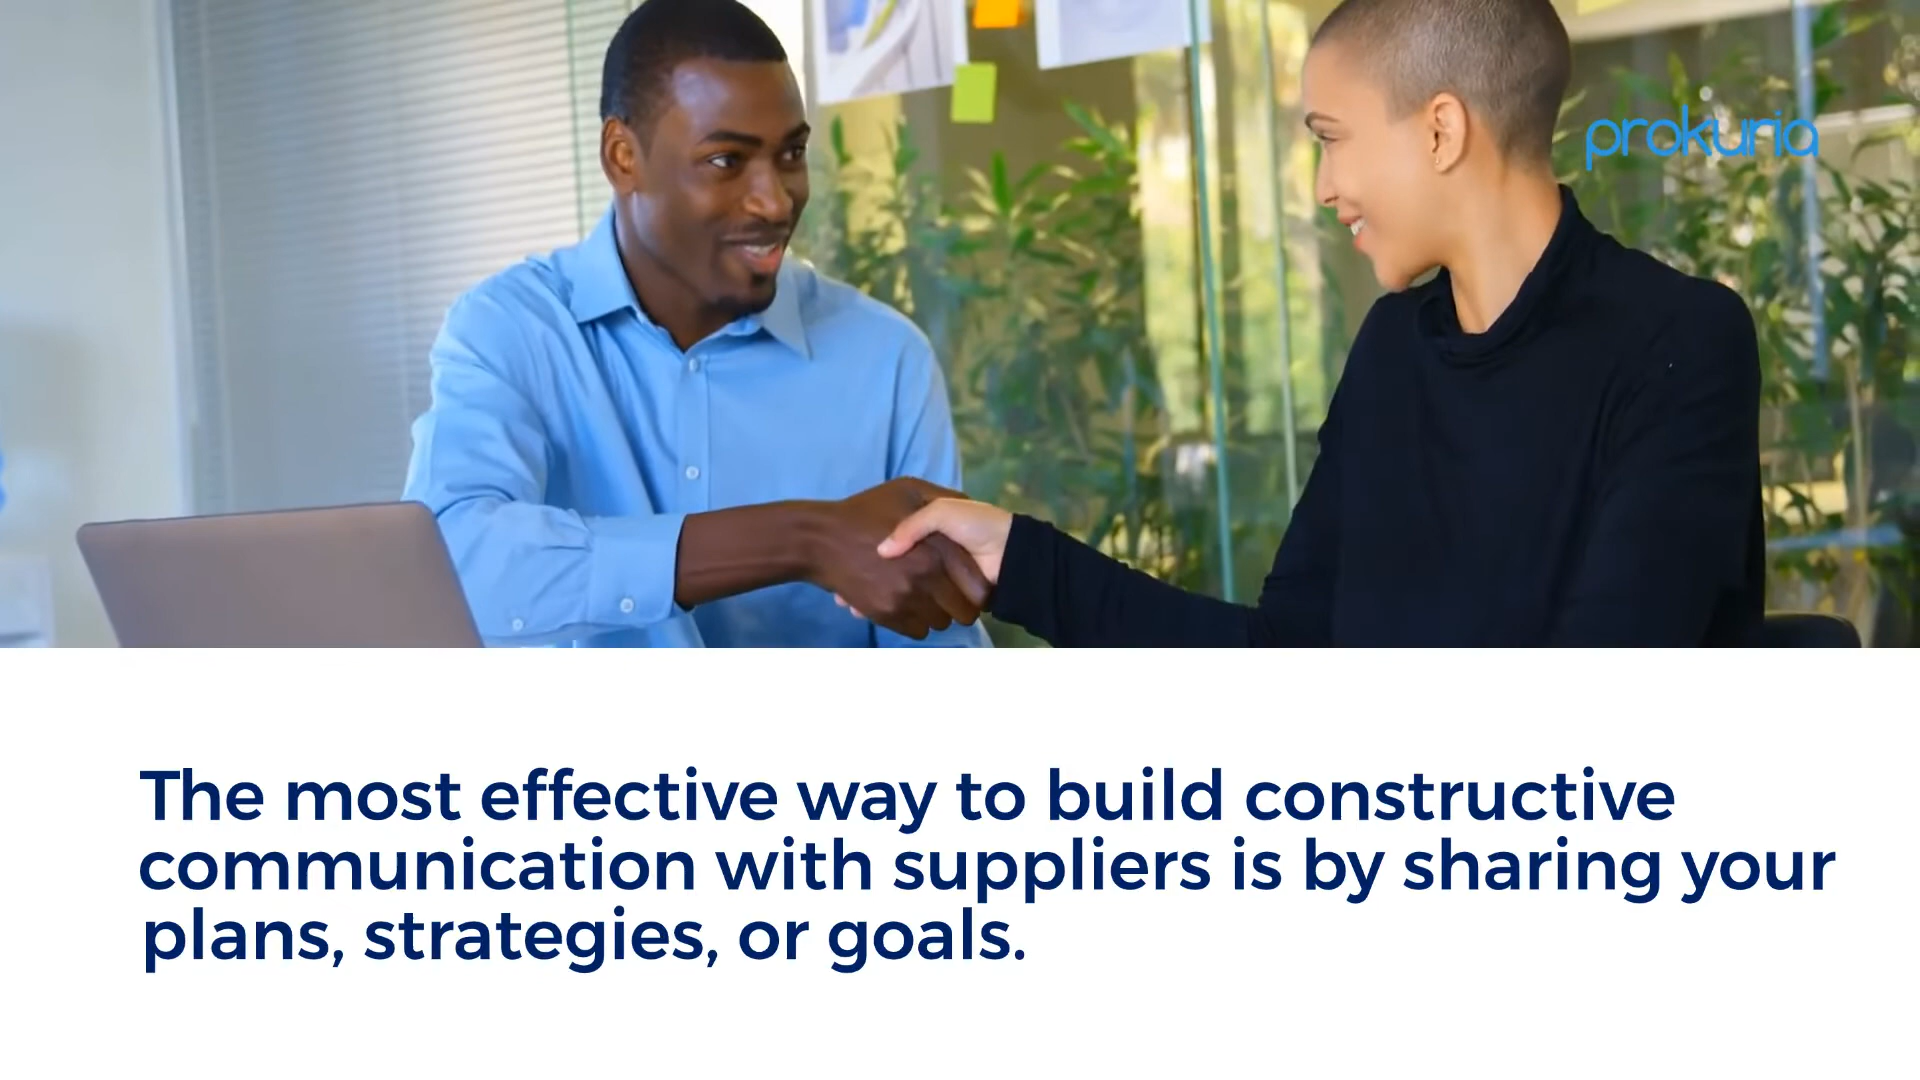 prokuria
The most effective way to build constructive
communication with suppliers is by sharing your
plans, strategies, or goals.